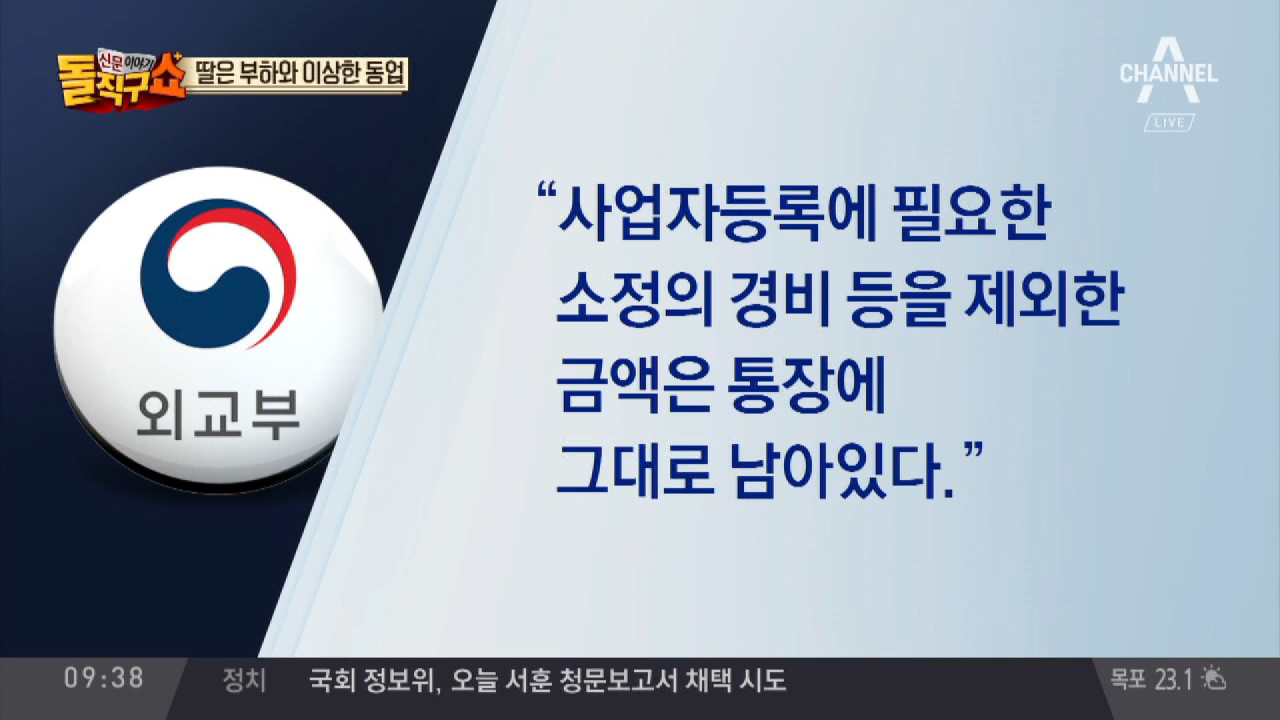 신문이야기
돌직구쇼+
딸은 부하와 이상한 동업
CHANNEL A
LIVE
외교부
“사업자등록에 필요한
소정의 경비 등을 제외한
금액은 통장에
그대로 남아있다.”
09:38 정치 국회 정보위, 오늘 서훈 청문보고서 채택 시도 목포 23.1